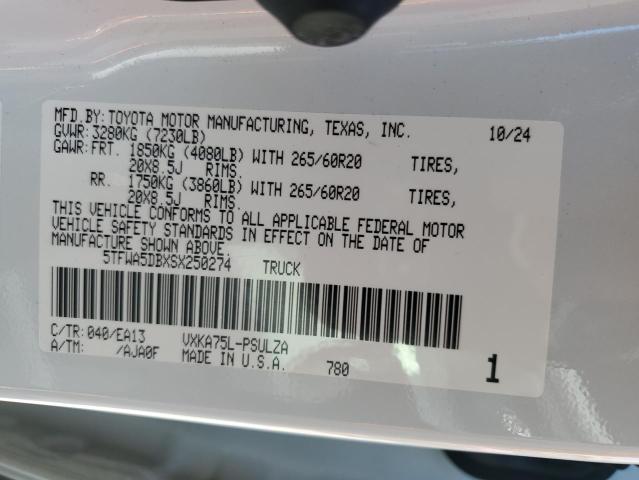 MFD.BY: TOYOTA MOTOR MANUFACTURING, TEXAS, INC. 10/24
GVWR: 3280KG (7230LB)
GAWR: FRT. 1850KG (4080LB) WITH 265/60R20 TIRES,
20X8.5J RIMS.
RR. 1750KG (3860LB) WITH 265/60R20 TIRES,
20X8.5J RIMS.
THIS VEHICLE CONFORMS TO ALL APPLICABLE FEDERAL MOTOR
VEHICLE SAFETY STANDARDS IN EFFECT ON THE DATE OF
MANUFACTURE SHOWN ABOVE.
5TFWA5DBXSX250274 TRUCK
C/TR: 040/EA13 VXKA75L-PSULZA
A/TM: /AJA0F MADE IN U.S.A. 780 1